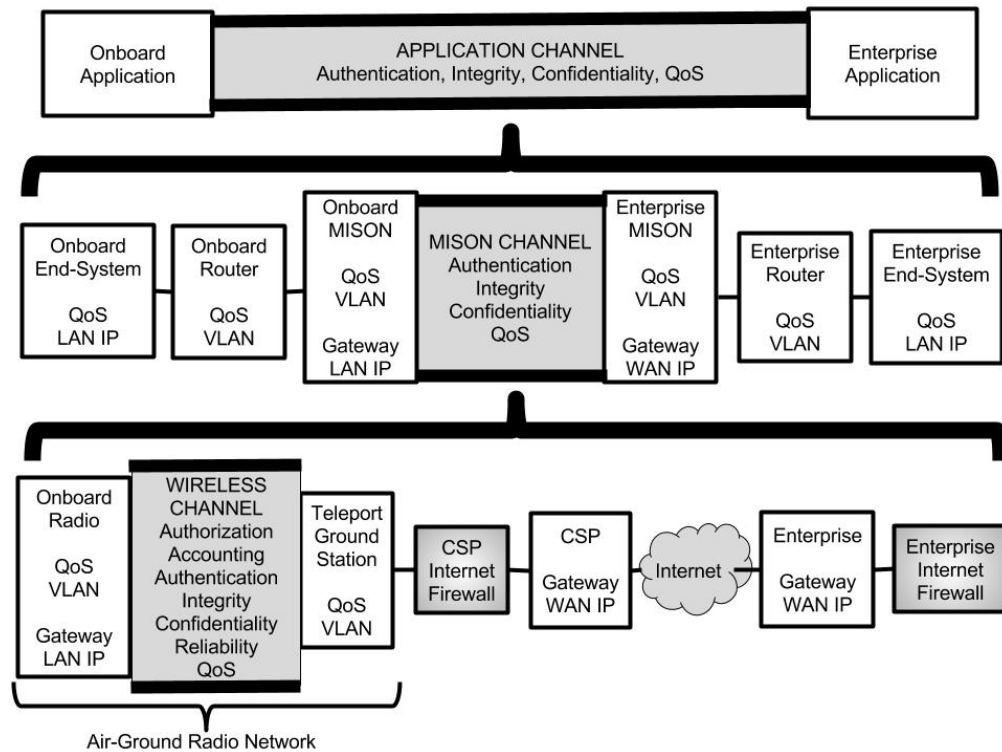 Onboard
Application
APPLICATION CHANNEL
Authentication, Integrity, Confidentiality, QoS
Enterprise
Application
Onboard
End-System
QoS
LAN IP
Onboard
Router
QoS
VLAN
Onboard
MISON
QoS
VLAN
Gateway
LAN IP
MISON CHANNEL
Authentication
Integrity
Confidentiality
QoS
Enterprise
MISON
QoS
VLAN
Gateway
WAN IP
Enterprise
Router
QoS
VLAN
Enterprise
End-System
QoS
LAN IP
Onboard
Radio
QoS
VLAN
Gateway
LAN IP
WIRELESS
CHANNEL
Authorization
Accounting
Authentication
Integrity
Confidentiality
Reliability
QoS
Teleport
Ground
Station
QoS
VLAN
CSP
Internet
Firewall
CSP
Gateway
WAN IP
Internet
Enterprise
Gateway
WAN IP
Enterprise
Internet
Firewall
Air-Ground Radio Network